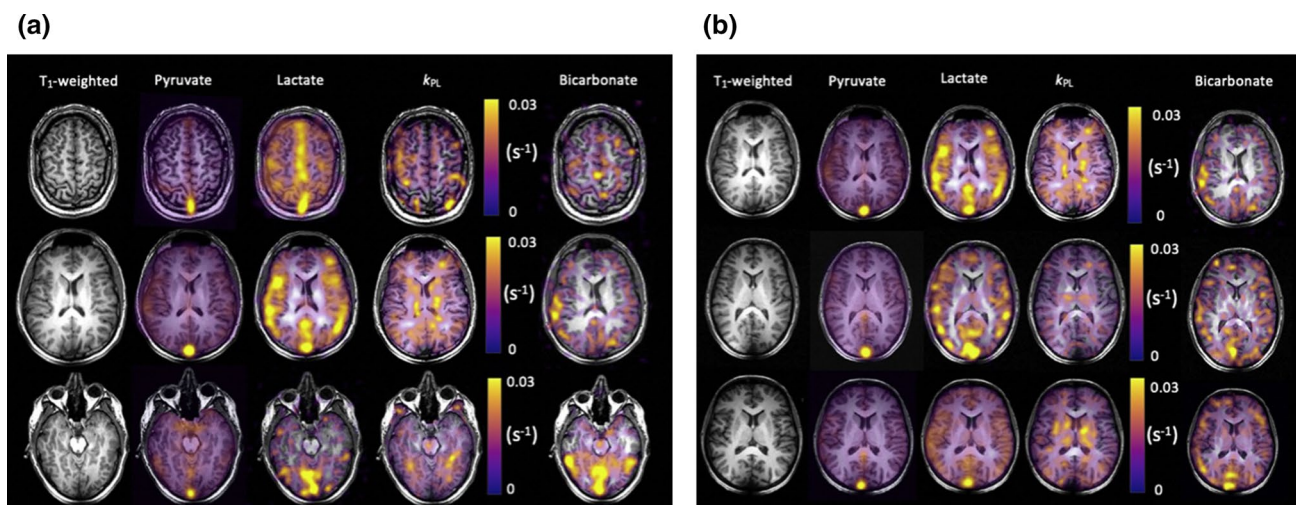 (a)
T₁-weighted Pyruvate Lactate kPL Bicarbonate
0.03
(s⁻¹)
0
0.03
(s⁻¹)
0
0.03
(s⁻¹)
0
(b)
T₁-weighted Pyruvate Lactate kPL Bicarbonate
0.03
(s⁻¹)
0
0.03
(s⁻¹)
0
0.03
(s⁻¹)
0